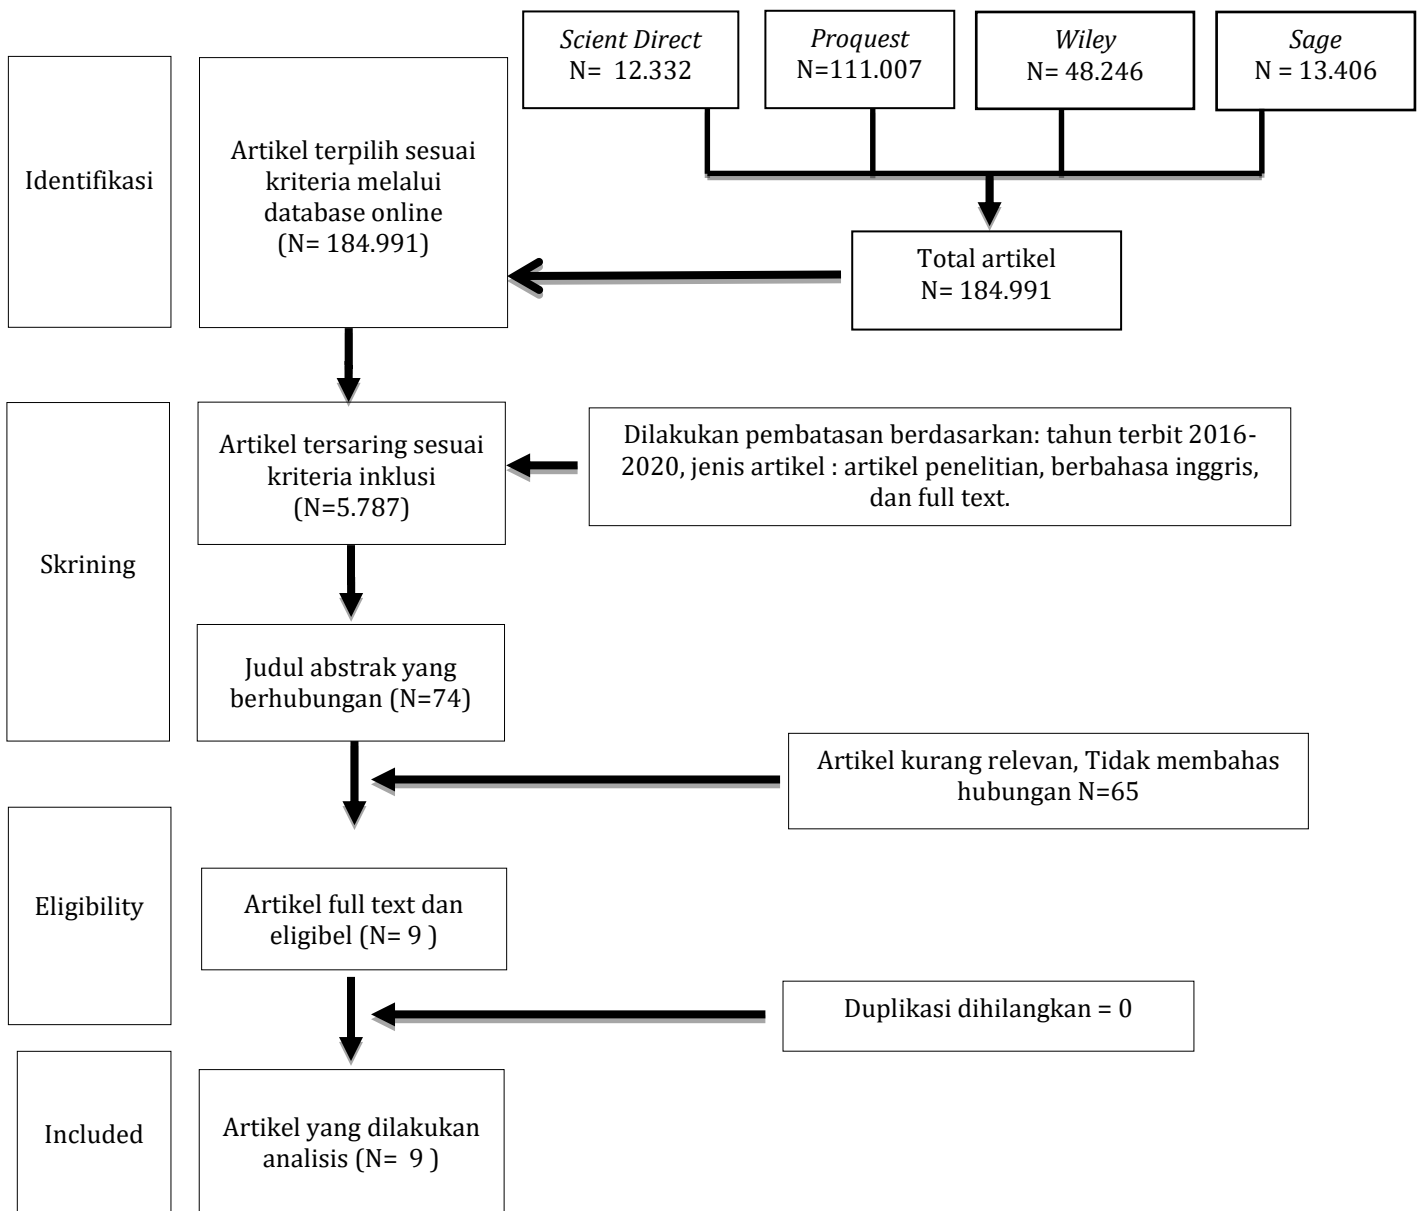 Scient Direct
N=  12.332
Proquest
N=111.007
Wiley
N= 48.246
Sage
N = 13.406
Identifikasi
Artikel terpilih sesuai
kriteria melalui
database online
(N= 184.991)
Total artikel
N= 184.991
Skrining
Artikel tersaring sesuai
kriteria inklusi
(N=5.787)
Dilakukan pembatasan berdasarkan: tahun terbit 2016-
2020, jenis artikel : artikel penelitian, berbahasa inggris,
dan full text.
Judul abstrak yang
berhubungan (N=74)
Artikel kurang relevan, Tidak membahas
hubungan N=65
Eligibility
Artikel full text dan
eligibel (N= 9 )
Duplikasi dihilangkan = 0
Included
Artikel yang dilakukan
analisis (N=  9 )